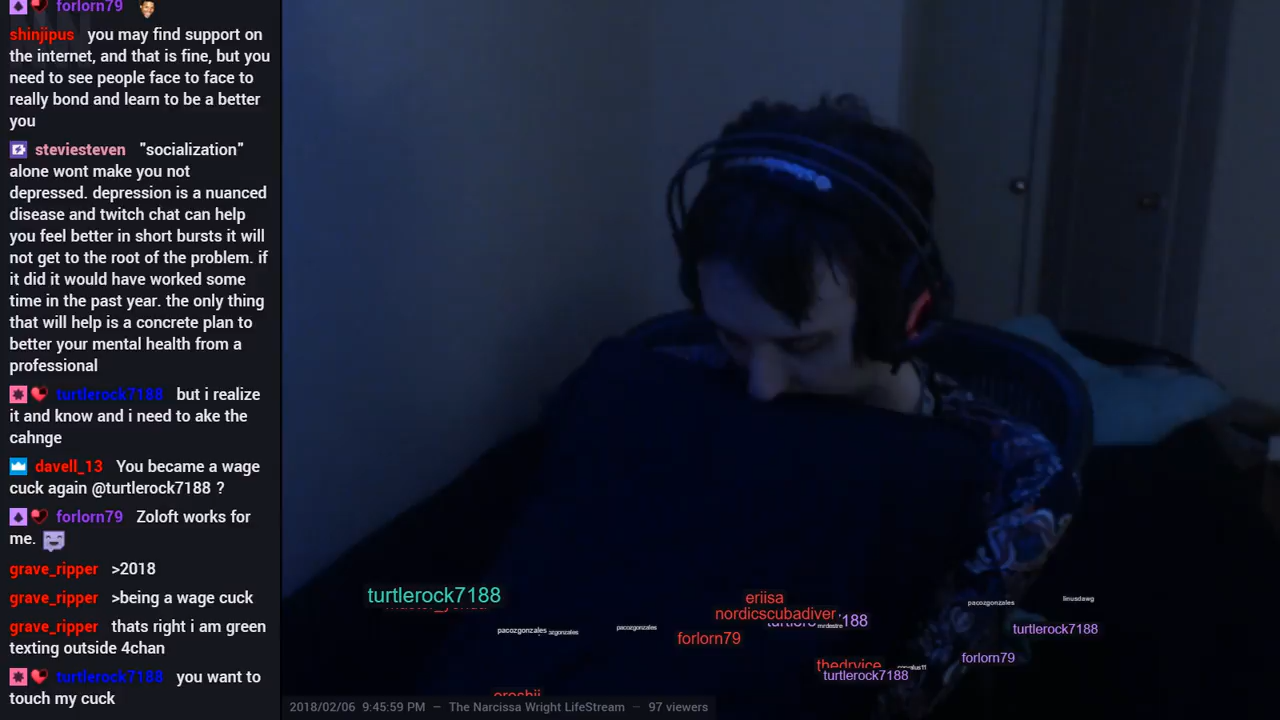 forlorn79
shinjipus you may find support on
the internet, and that is fine, but you
need to see people face to face to
really bond and learn to be a better
you
steviesteven "socialization"
alone wont make you not
depressed. depression is a nuanced
disease and twitch chat can help
you feel better in short bursts it will
not get to the root of the problem. if
it did it would have worked some
time in the past year. the only thing
that will help is a concrete plan to
better your mental health from a
professional
turtlerock7188 but i realize
it and know and i need to ake the
cahnge
davell_13 You became a wage
cuck again @turtlerock7188 ?
forlorn79 Zoloft works for
me.
grave_ripper >2018
grave_ripper >being a wage cuck
grave_ripper thats right i am green
texting outside 4chan
turtlerock7188 you want to
touch my cuck
turtlerock7188
eriisa
nordicscubadiver
188
pacozgonzales
linusdawg
pacozgonzales
pacozgonzales
turtlerock7188
forlorn79
forlorn79
thedrvice
turtlerock7188
2018/02/06 9:45:59 PM — The Narcissa Wright LifeStream — 97 viewers